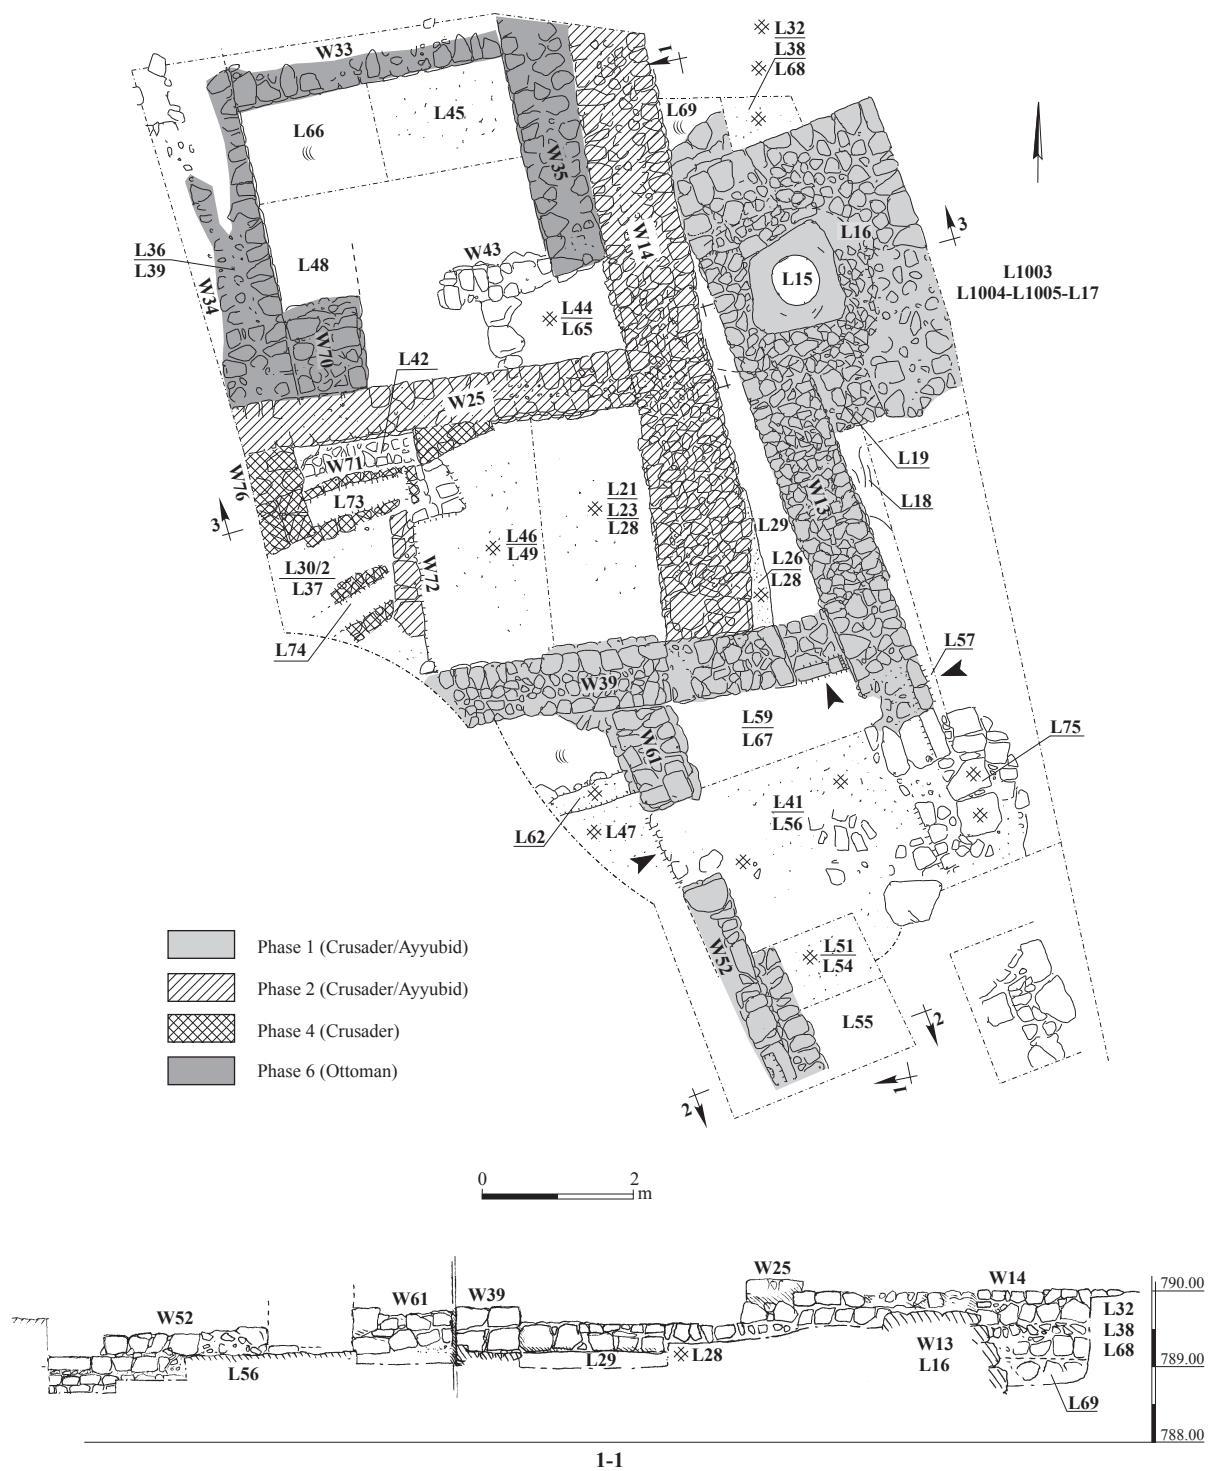 L32
L38
L68
W33
1
L69
L45
L66
W35
L16
3
W14
W43
L36
L39
L48
L15
L1003
L1004-L1005-L17
W34
L44
L65
W70
L42
W25
W71
L19
W76
L73
L21
L23
L28
W13
L18
3
L29
L46
L49
L26
L28
L30/2
L37
W72
L74
L57
W39
L59
L67
W61
L75
L41
L56
L62
L47
Phase 1 (Crusader/Ayyubid)
W52
L51
L54
Phase 2 (Crusader/Ayyubid)
L55
2
Phase 4 (Crusader)
Phase 6 (Ottoman)
1
2
0 2
m
W25
W14
790.00
W61
W39
L32
W52
L38
W13
L68
L29
L28
L16
L56
789.00
L69
788.00
1-1